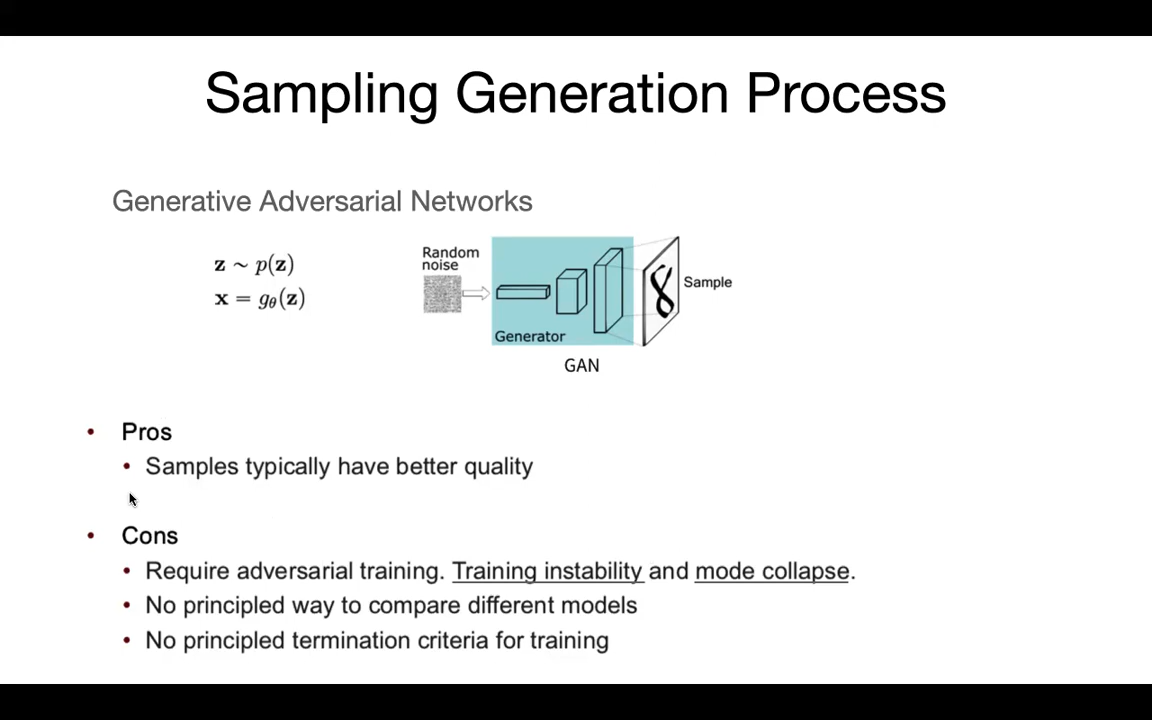 Sampling Generation Process
Generative Adversarial Networks
z ~ p(z)
x = gθ(z)
Random
noise
Generator
8
Sample
GAN
• Pros
• Samples typically have better quality
• Cons
• Require adversarial training. Training instability and mode collapse.
• No principled way to compare different models
• No principled termination criteria for training